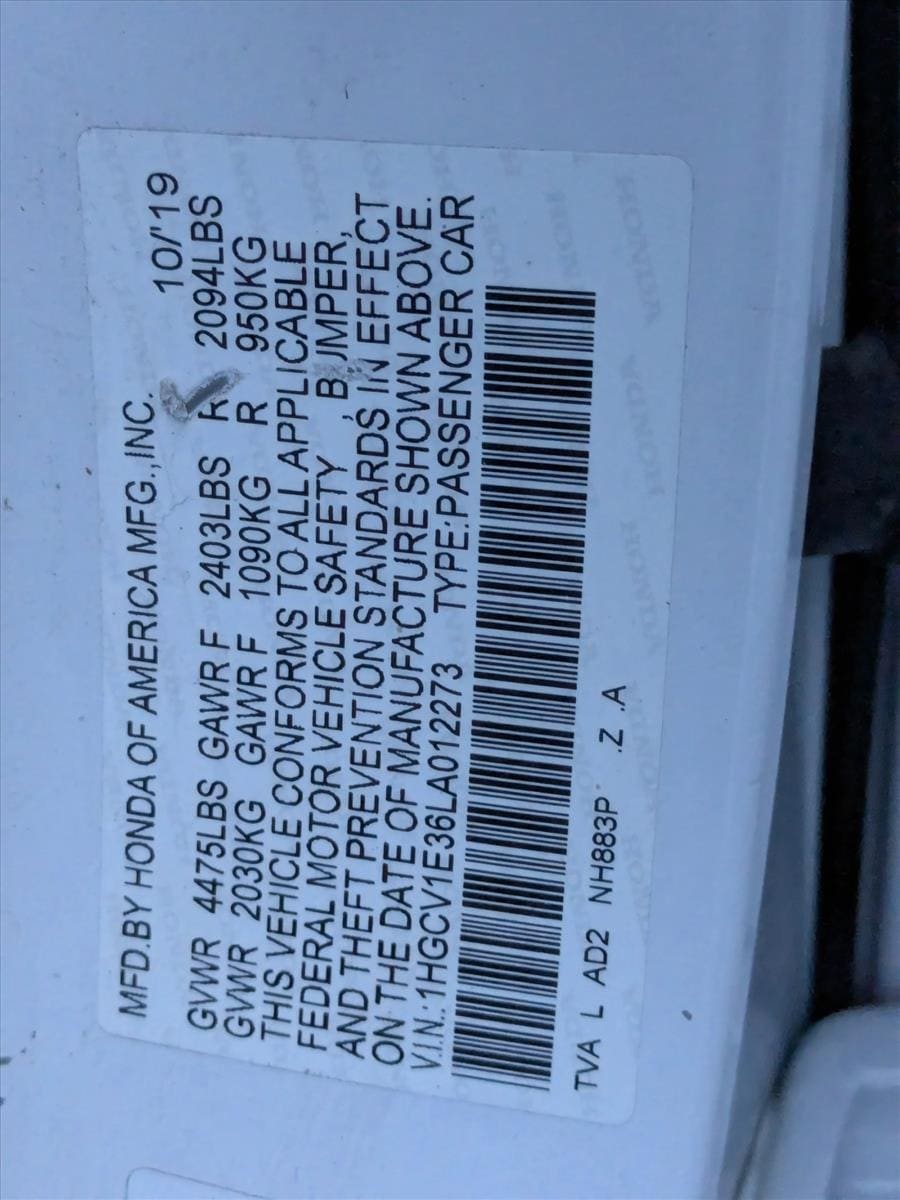 MFD.BY HONDA OF AMERICA MFG.,INC. 10/'19
GVWR 4475LBS GAWR F 2403LBS R 2094LBS
GVWR 2030KG GAWR F 1090KG R 950KG
THIS VEHICLE CONFORMS TO ALL APPLICABLE
FEDERAL MOTOR VEHICLE SAFETY , BUMPER,
AND THEFT PREVENTION STANDARDS IN EFFECT
ON THE DATE OF MANUFACTURE SHOWN ABOVE.
V.I.N.: 1HGCV1E36LA012273 TYPE:PASSENGER CAR
TVA L AD2 NH883P .Z .A